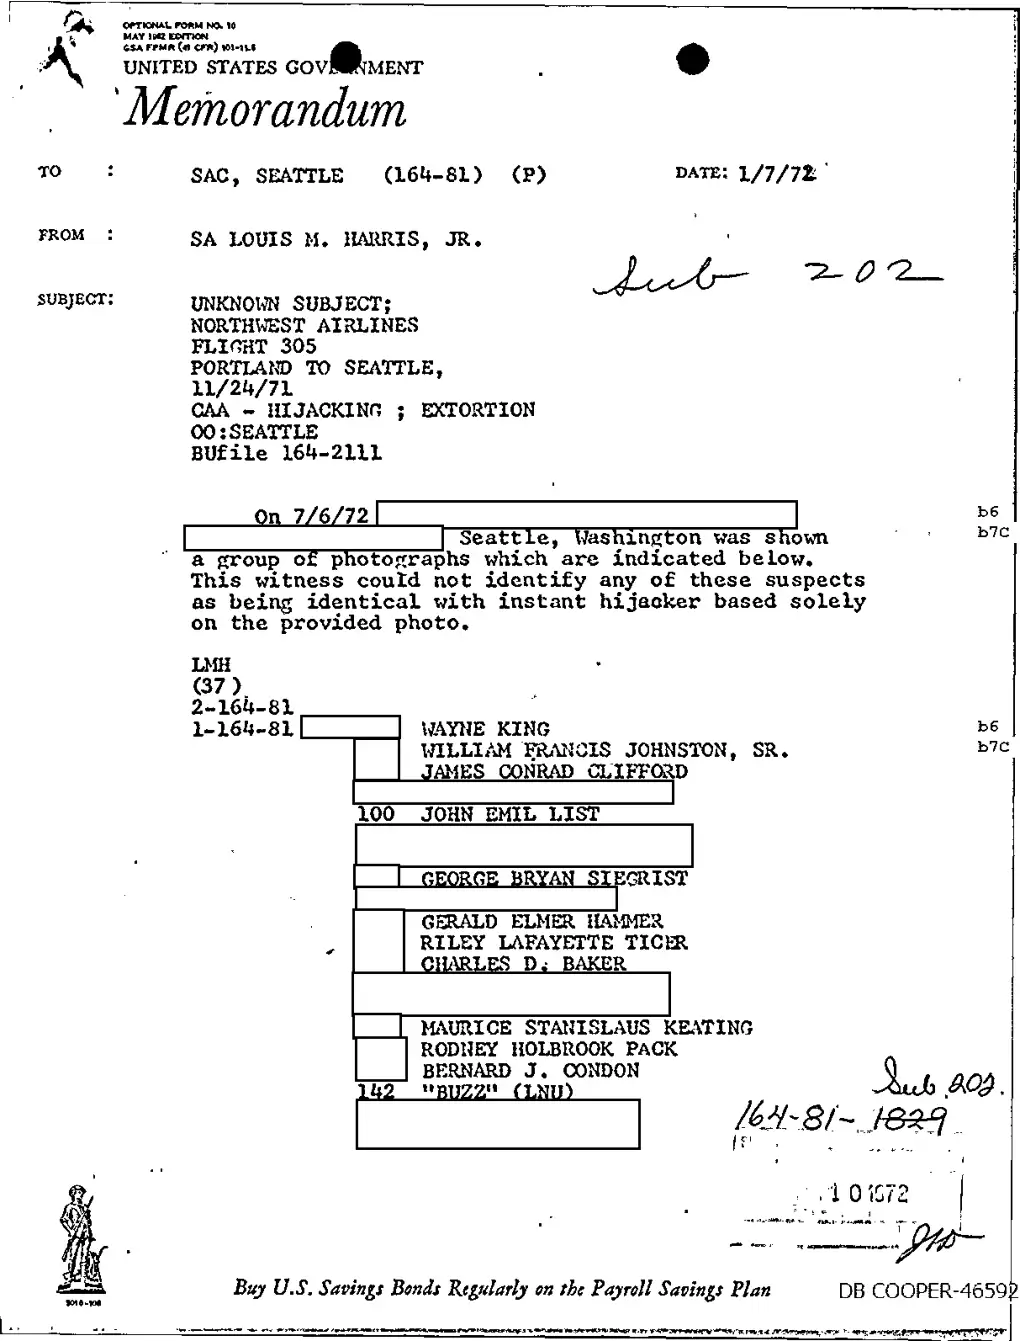 OPTIONAL FORM NO. 10
MAY 1962 EDITION
GSA FPMR (41 CFR) 101-11.6
UNITED STATES GOV NMENT
Memorandum
TO : SAC, SEATTLE (164-81) (P) DATE: 1/7/72
FROM : SA LOUIS M. HARRIS, JR.
Sub 202
SUBJECT: UNKNOWN SUBJECT;
NORTHWEST AIRLINES
FLIGHT 305
PORTLAND TO SEATTLE,
11/24/71
CAA - HIJACKING ; EXTORTION
OO:SEATTLE
BUfile 164-2111
On 7/6/72 b6
Seattle, Washington was shown b7C
a group of photographs which are indicated below.
This witness could not identify any of these suspects
as being identical with instant hijacker based solely
on the provided photo.
LMH
(37)
2-164-81
1-164-81 WAYNE KING b6
WILLIAM FRANCIS JOHNSTON, SR. b7C
JAMES CONRAD CLIFFORD
100 JOHN EMIL LIST
GEORGE BRYAN SIEGRIST
GERALD ELMER HAMMER
RILEY LAFAYETTE TICER
CHARLES D. BAKER
MAURICE STANISLAUS KEATING
RODNEY HOLBROOK PACK
BERNARD J. CONDON
142 "BUZZ" (LNU)
Sub 202.
164-81-1829
10 1972
Buy U.S. Savings Bonds Regularly on the Payroll Savings Plan
DB COOPER-46592
5010-108